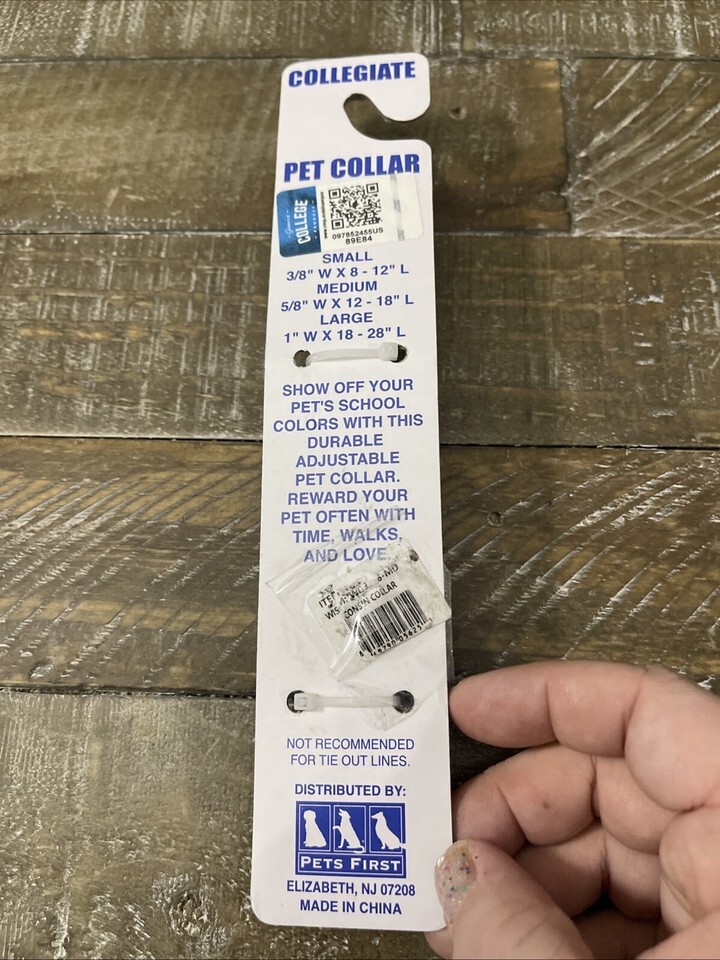 COLLEGIATE
PET COLLAR
Genuine
COLLEGE
PRODUCT
097852455US
89E84
SMALL
3/8" W X 8 - 12" L
MEDIUM
5/8" W X 12 - 18" L
LARGE
1" W X 18 - 28" L
SHOW OFF YOUR
PET'S SCHOOL
COLORS WITH THIS
DURABLE
ADJUSTABLE
PET COLLAR.
REWARD YOUR
PET OFTEN WITH
TIME, WALKS,
AND LOVE.
COLLAR
NOT RECOMMENDED
FOR TIE OUT LINES.
DISTRIBUTED BY:
PETS FIRST
ELIZABETH, NJ 07208
MADE IN CHINA